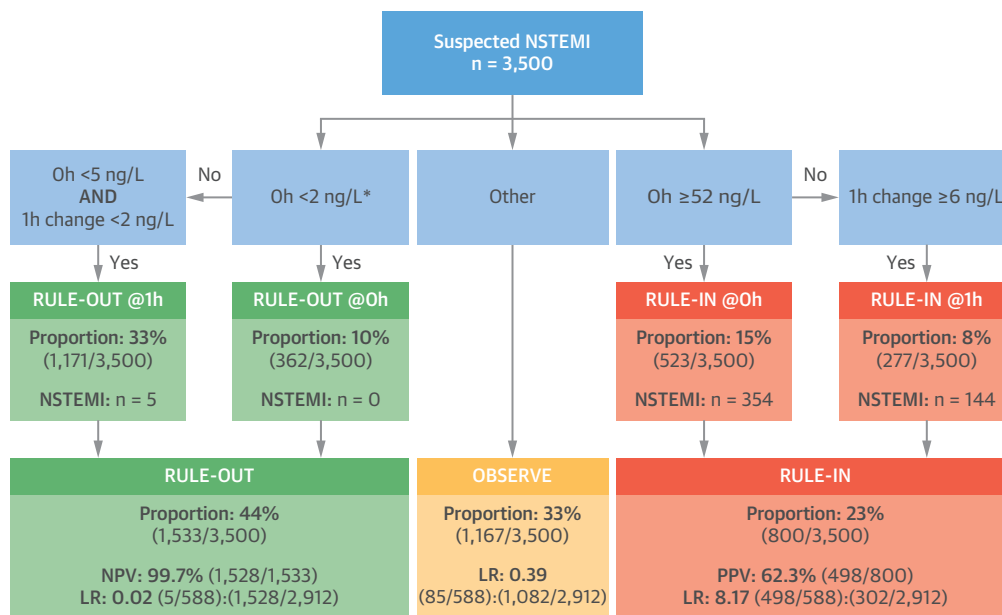 Suspected NSTEMI
n = 3,500
0h <5 ng/L
AND
1h change <2 ng/L
No
0h <2 ng/L*
Other
0h ≥52 ng/L
No
1h change ≥6 ng/L
Yes
Yes
Yes
Yes
RULE-OUT @1h
Proportion: 33%
(1,171/3,500)
NSTEMI: n = 5
RULE-OUT @0h
Proportion: 10%
(362/3,500)
NSTEMI: n = 0
RULE-IN @0h
Proportion: 15%
(523/3,500)
NSTEMI: n = 354
RULE-IN @1h
Proportion: 8%
(277/3,500)
NSTEMI: n = 144
RULE-OUT
Proportion: 44%
(1,533/3,500)
NPV: 99.7% (1,528/1,533)
LR: 0.02 (5/588):(1,528/2,912)
OBSERVE
Proportion: 33%
(1,167/3,500)
LR: 0.39
(85/588):(1,082/2,912)
RULE-IN
Proportion: 23%
(800/3,500)
PPV: 62.3% (498/800)
LR: 8.17 (498/588):(302/2,912)